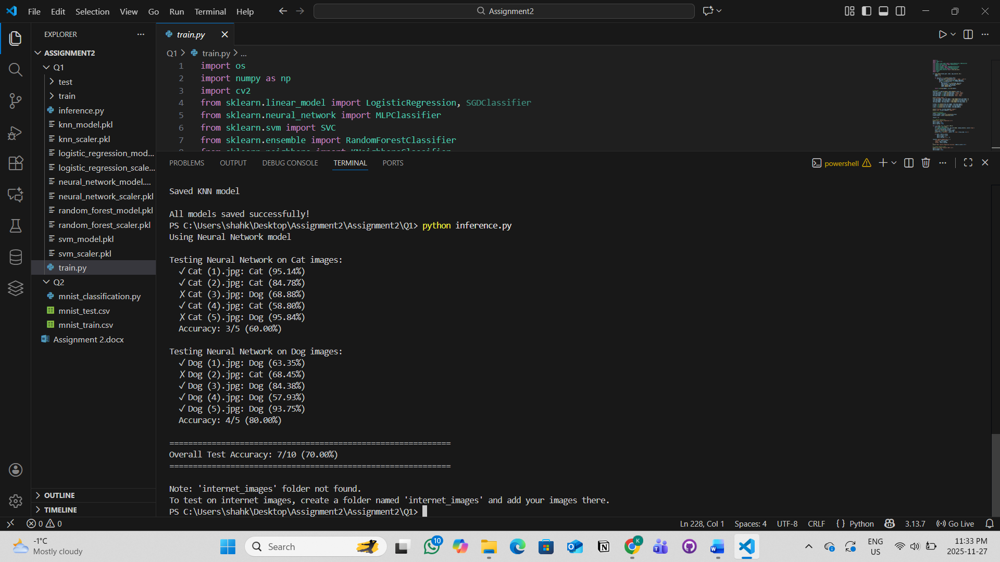 File Edit Selection View Go Run Terminal Help
Assignment2
EXPLORER
ASSIGNMENT2
Q1
test
train
inference.py
knn_model.pkl
knn_scaler.pkl
logistic_regression_mod...
logistic_regression_scale...
neural_network_model....
neural_network_scaler.pkl
random_forest_model.pkl
random_forest_scaler.pkl
svm_model.pkl
svm_scaler.pkl
train.py
Q2
mnist_classification.py
mnist_test.csv
mnist_train.csv
Assignment 2.docx
OUTLINE
TIMELINE
train.py
Q1 > train.py > ...
1 import os
2 import numpy as np
3 import cv2
4 from sklearn.linear_model import LogisticRegression, SGDClassifier
5 from sklearn.neural_network import MLPClassifier
6 from sklearn.svm import SVC
7 from sklearn.ensemble import RandomForestClassifier
PROBLEMS OUTPUT DEBUG CONSOLE TERMINAL PORTS
powershell
Saved KNN model
All models saved successfully!
PS C:\Users\shahk\Desktop\Assignment2\Assignment2\Q1> python inference.py
Using Neural Network model
Testing Neural Network on Cat images:
✓ Cat (1).jpg: Cat (95.14%)
✓ Cat (2).jpg: Cat (84.78%)
✗ Cat (3).jpg: Dog (68.88%)
✓ Cat (4).jpg: Cat (58.80%)
✗ Cat (5).jpg: Dog (95.84%)
Accuracy: 3/5 (60.00%)
Testing Neural Network on Dog images:
✓ Dog (1).jpg: Dog (63.35%)
✗ Dog (2).jpg: Cat (68.45%)
✓ Dog (3).jpg: Dog (84.38%)
✓ Dog (4).jpg: Dog (57.93%)
✓ Dog (5).jpg: Dog (93.75%)
Accuracy: 4/5 (80.00%)
============================================================
Overall Test Accuracy: 7/10 (70.00%)
============================================================
Note: 'internet_images' folder not found.
To test on internet images, create a folder named 'internet_images' and add your images there.
PS C:\Users\shahk\Desktop\Assignment2\Assignment2\Q1>
0 0 Ln 228, Col 1 Spaces: 4 UTF-8 CRLF {} Python 3.13.7 Go Live
-1°C
Mostly cloudy
Search
10
K
ENG
US
11:33 PM
2025-11-27